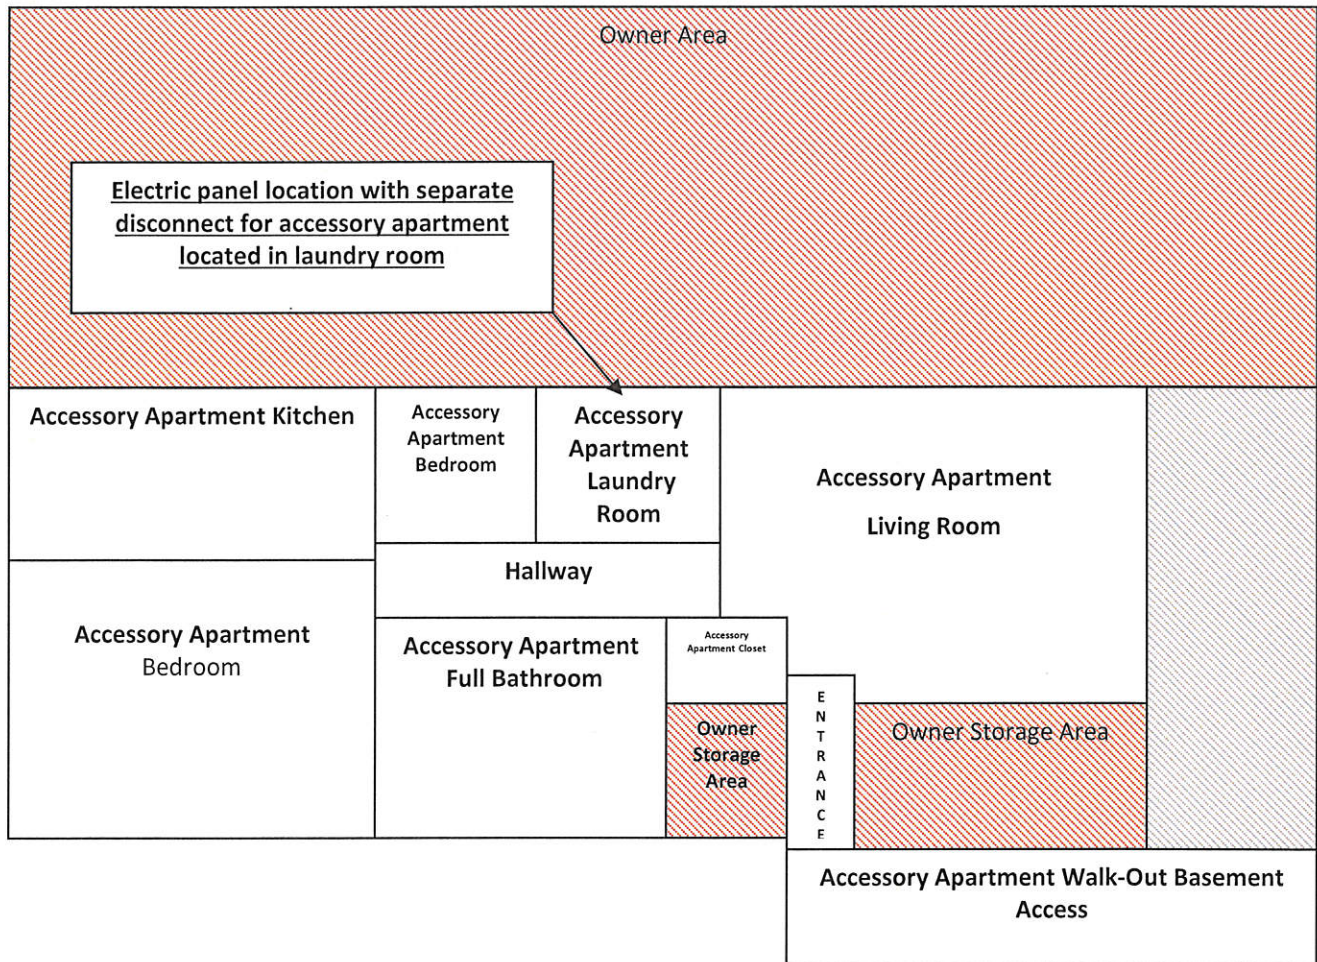 Owner Area
Electric panel location with separate
disconnect for accessory apartment
located in laundry room
Accessory Apartment Kitchen
Accessory
Apartment
Bedroom
Accessory
Apartment
Laundry
Room
Accessory Apartment
Living Room
Hallway
Accessory Apartment
Bedroom
Accessory Apartment
Full Bathroom
Accessory
Apartment Closet
Owner
Storage
Area
E
N
T
R
A
N
C
E
Owner Storage Area
Accessory Apartment Walk-Out Basement
Access